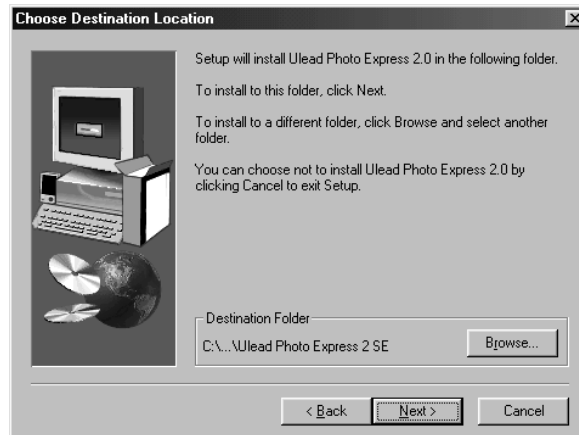 Choose Destination Location
Setup will install Ulead Photo Express 2.0 in the following folder.
To install to this folder, click Next.
To install to a different folder, click Browse and select another
folder.
You can choose not to install Ulead Photo Express 2.0 by
clicking Cancel to exit Setup.
Destination Folder
C:\...\Ulead Photo Express 2 SE
Browse...
< Back
Next >
Cancel